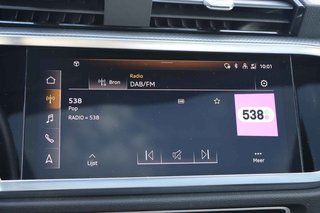 10:01
Bron
Radio
DAB/FM
538
Pop
RADIO = 538
538
Lijst
Meer